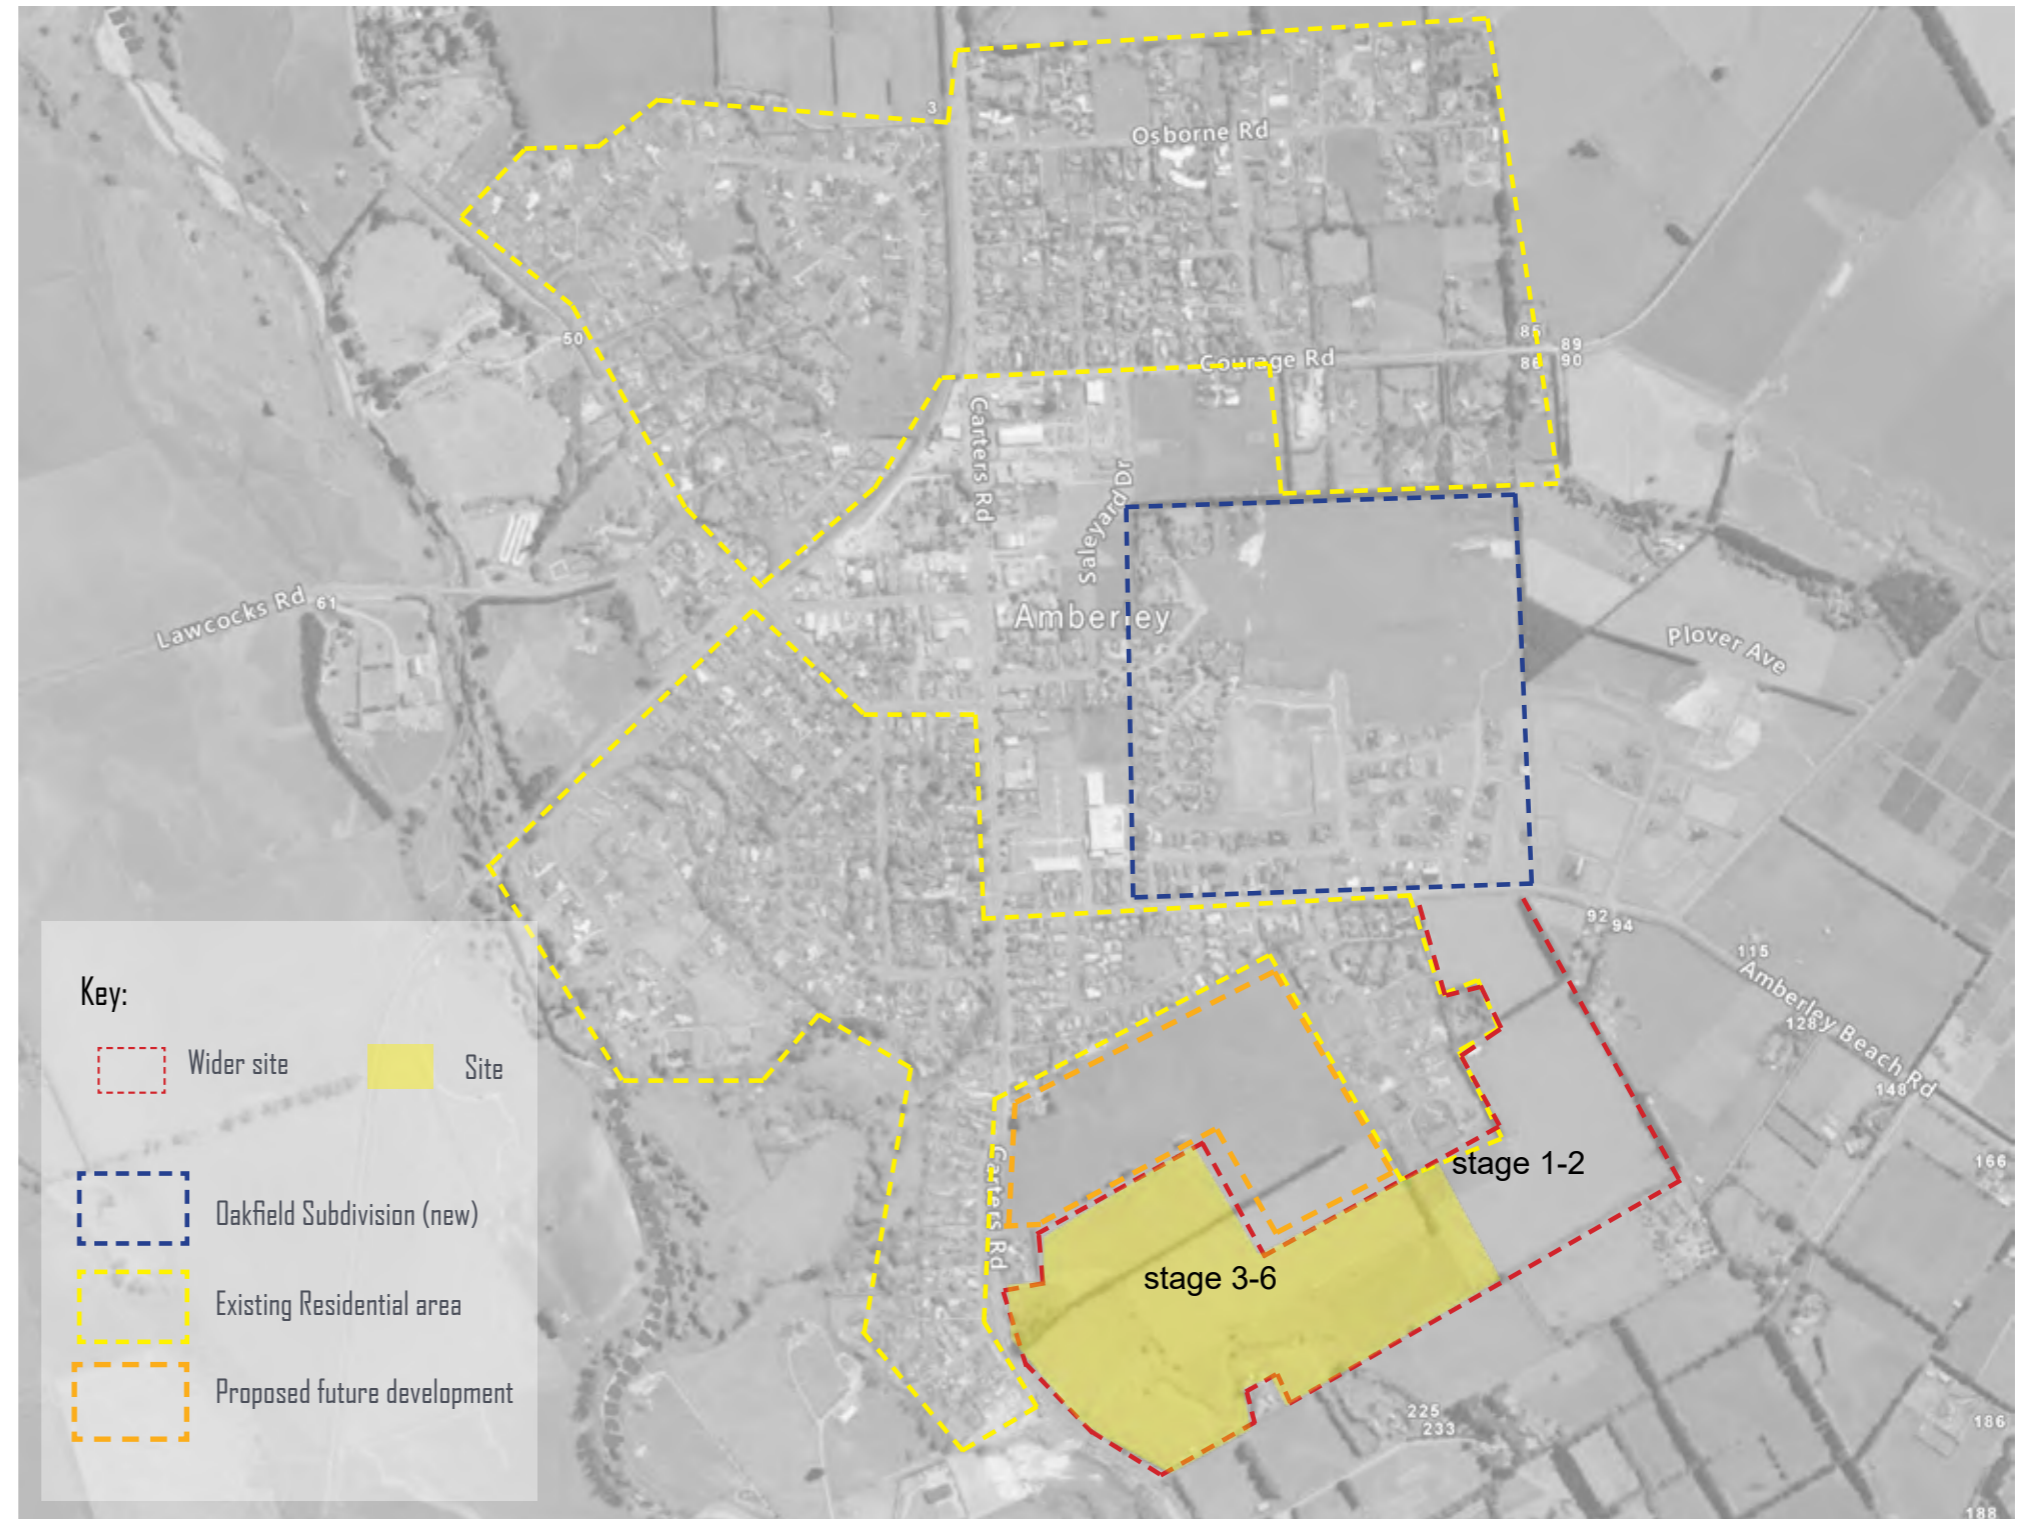 3
Osborne Rd
50
85
89
86
90
Courage Rd
Carters Rd
Saleyard Dr
Lawcocks Rd
61
Amberley
Plover Ave
92
94
115
Amberley Beach Rd
128
148
166
Key:
Wider site
Site
stage 1-2
Carters Rd
Oakfield Subdivision (new)
stage 3-6
Existing Residential area
Proposed future development
225
233
186
188